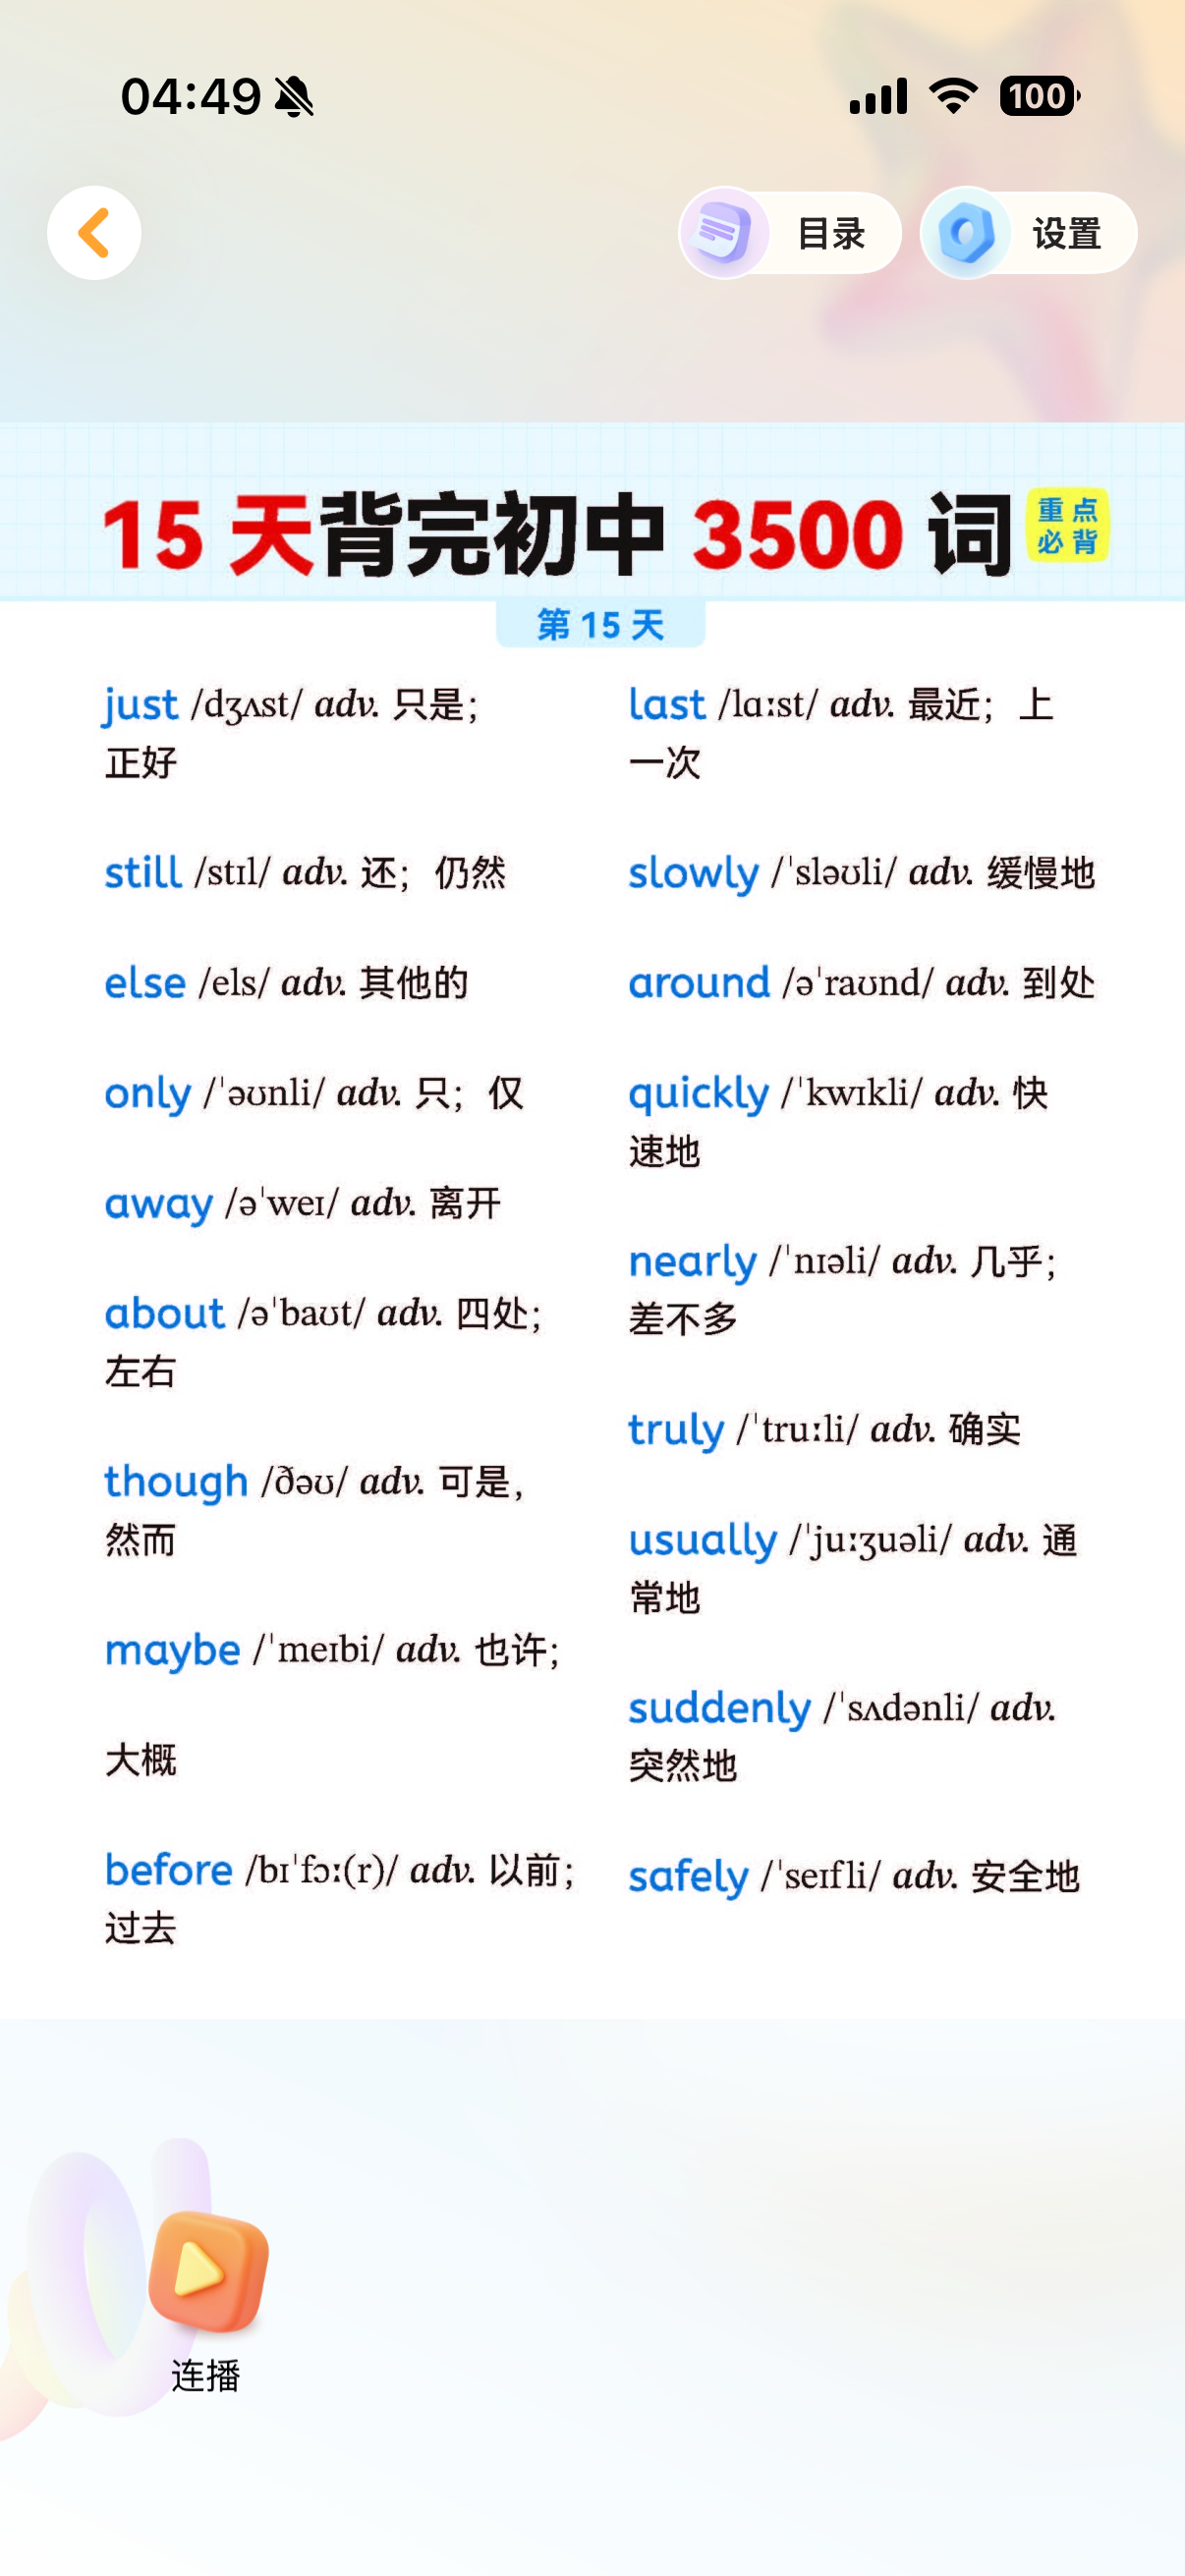 04:49
100
目录
设置
15 天背完初中 3500 词
重点
必背
第 15 天
just /dʒʌst/ adv. 只是；
正好
still /stɪl/ adv. 还；仍然
else /els/ adv. 其他的
only /ˈəʊnli/ adv. 只；仅
away /əˈweɪ/ adv. 离开
about /əˈbaʊt/ adv. 四处；
左右
though /ðəʊ/ adv. 可是，
然而
maybe /ˈmeɪbi/ adv. 也许；
大概
before /bɪˈfɔː(r)/ adv. 以前；
过去
last /lɑːst/ adv. 最近；上
一次
slowly /ˈsləʊli/ adv. 缓慢地
around /əˈraʊnd/ adv. 到处
quickly /ˈkwɪkli/ adv. 快
速地
nearly /ˈnɪəli/ adv. 几乎；
差不多
truly /ˈtruːli/ adv. 确实
usually /ˈjuːʒuəli/ adv. 通
常地
suddenly /ˈsʌdənli/ adv.
突然地
safely /ˈseɪfli/ adv. 安全地
连播